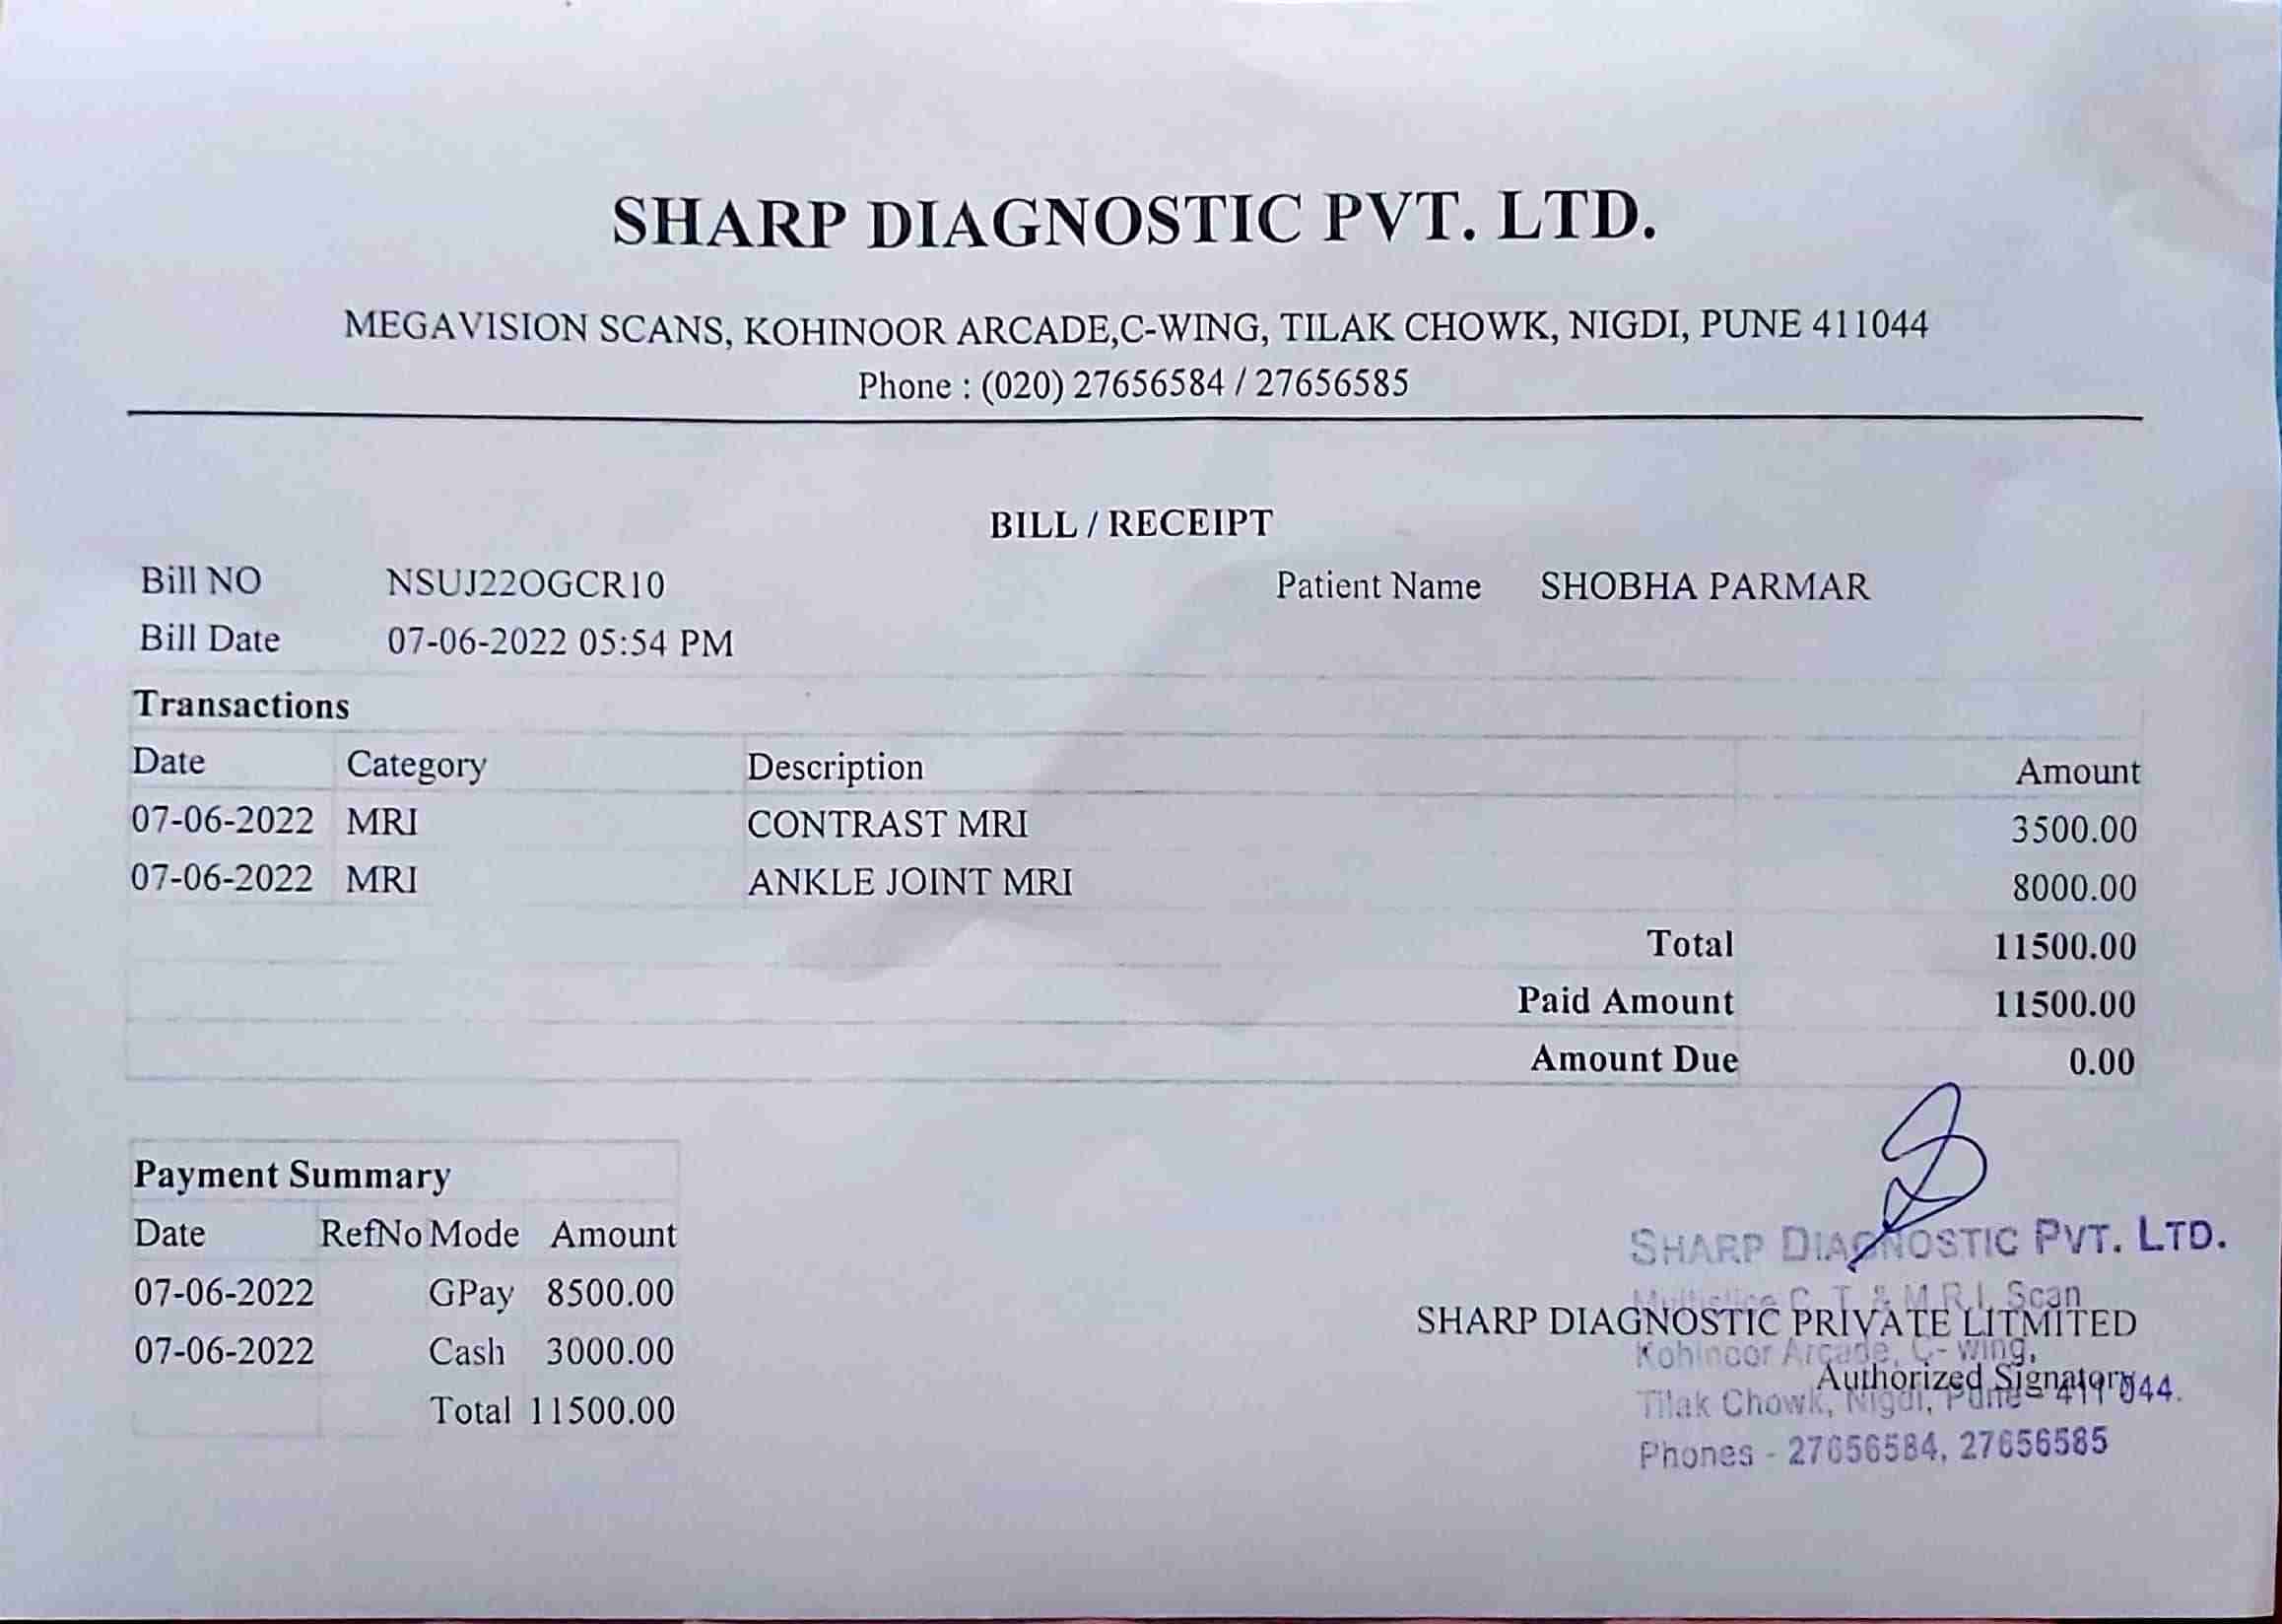 SHARP DIAGNOSTIC PVT. LTD.
MEGAVISION SCANS, KOHINOOR ARCADE,C-WING, TILAK CHOWK, NIGDI, PUNE 411044
Phone : (020) 27656584 / 27656585
BILL / RECEIPT
Bill NO NSUJ22OGCR10 Patient Name SHOBHA PARMAR
Bill Date 07-06-2022 05:54 PM
Transactions
Date Category Description Amount
07-06-2022 MRI CONTRAST MRI 3500.00
07-06-2022 MRI ANKLE JOINT MRI 8000.00
Total 11500.00
Paid Amount 11500.00
Amount Due 0.00
Payment Summary
Date RefNo Mode Amount
07-06-2022 GPay 8500.00
07-06-2022 Cash 3000.00
Total 11500.00
SHARP DIAGNOSTIC PVT. LTD.
Multislice C. T. & M.R.I. Scan
SHARP DIAGNOSTIC PRIVATE LITMITED
Kohinoor Arcade, C- wing,
Authorized Signatory
Tilak Chowk, Nigdi, Pune - 411 044.
Phones - 27656584, 27656585